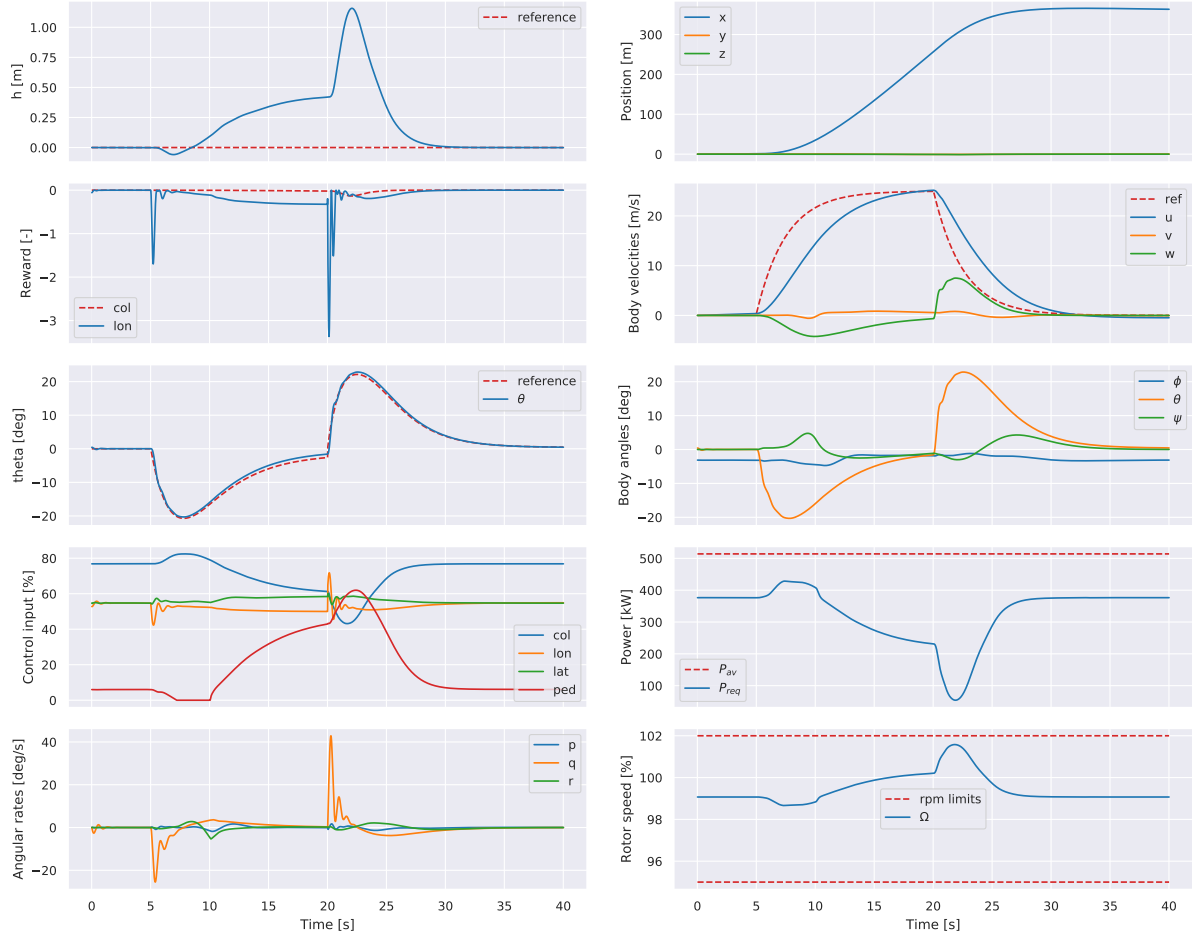 h [m]
1.00
0.75
0.50
0.25
0.00
reference
Position [m]
300
200
100
0
x
y
z
Reward [-]
0
−1
−2
−3
col
lon
Body velocities [m/s]
20
10
0
ref
u
v
w
theta [deg]
20
10
0
−10
−20
reference
θ
Body angles [deg]
20
10
0
−10
−20
ϕ
θ
ψ
Control input [%]
80
60
40
20
0
col
lon
lat
ped
Power [kW]
500
400
300
200
100
P_av
P_req
Angular rates [deg/s]
40
20
0
−20
p
q
r
0 5 10 15 20 25 30 35 40
Time [s]
Rotor speed [%]
102
100
98
96
rpm limits
Ω
0 5 10 15 20 25 30 35 40
Time [s]